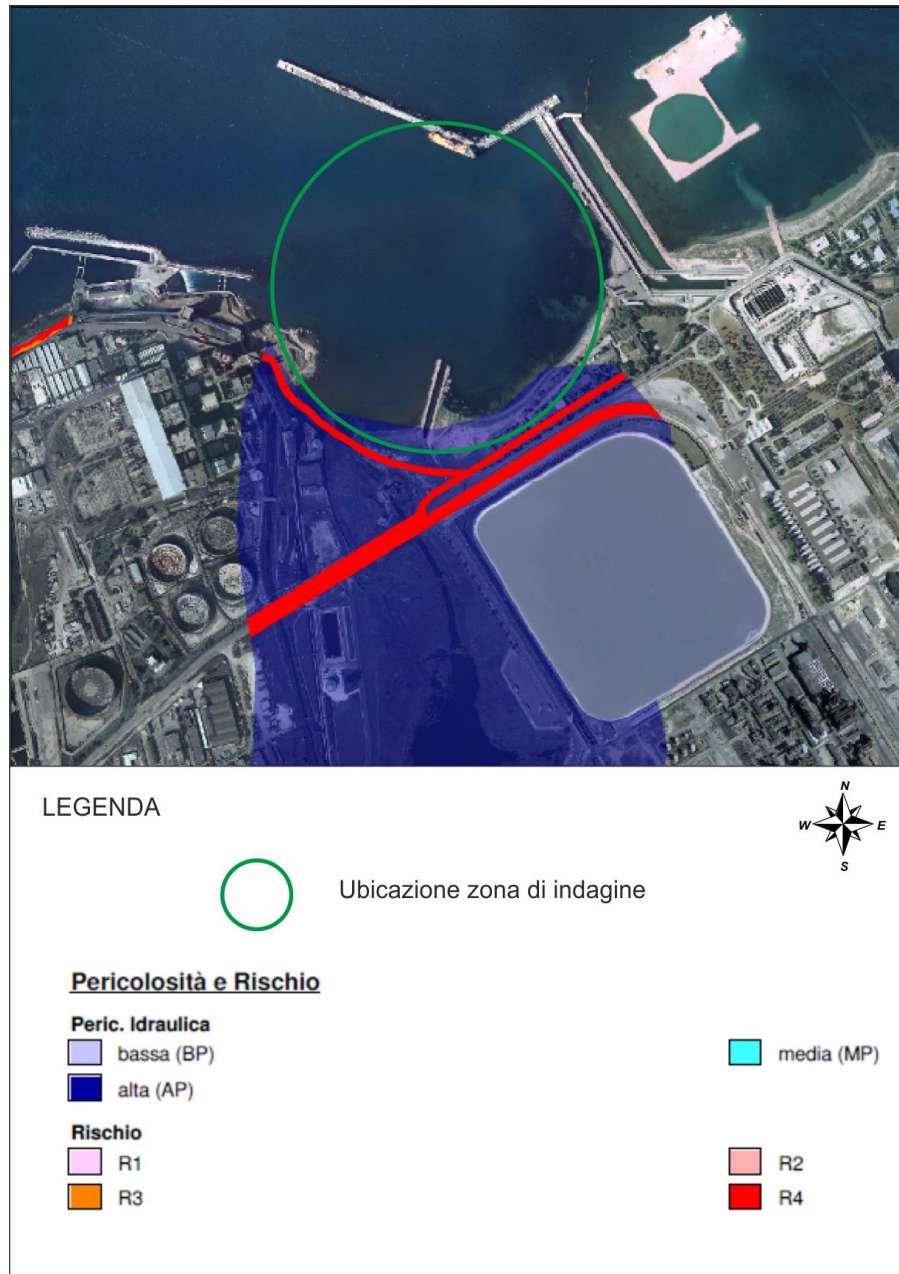 LEGENDA
N
W E
S
Ubicazione zona di indagine
Pericolosità e Rischio
Peric. Idraulica
bassa (BP) media (MP)
alta (AP)
Rischio
R1 R2
R3 R4